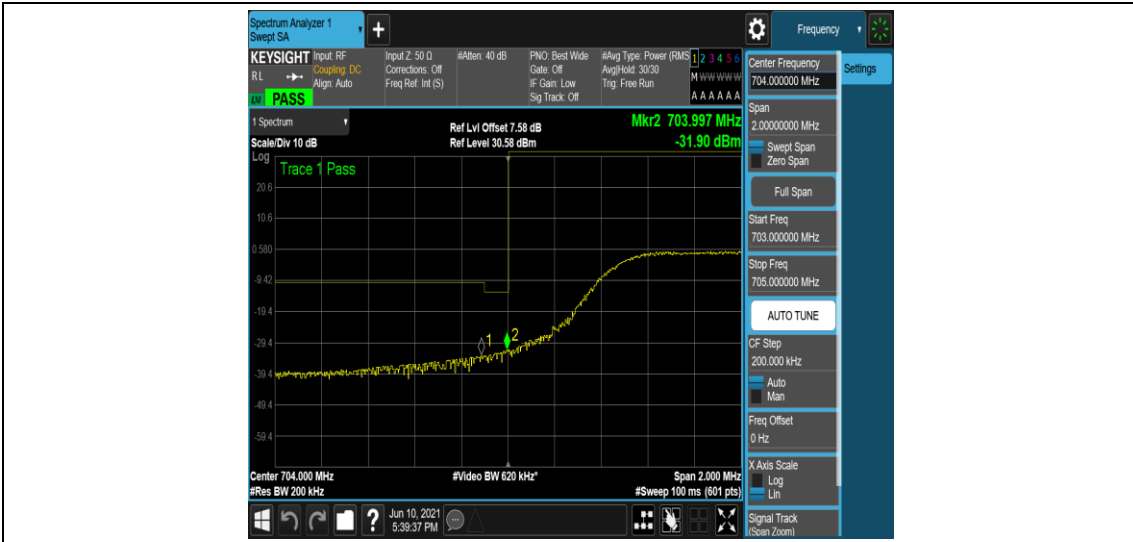 Spectrum Analyzer 1
Swept SA
+
Frequency
KEYSIGHT
RL
PASS
Input: RF
Coupling: DC
Align: Auto
Input Z: 50 Ω
Corrections: Off
Freq Ref: Int (S)
#Atten: 40 dB
PNO: Best Wide
Gate: Off
IF Gain: Low
Sig Track: Off
#Avg Type: Power (RMS
Avg|Hold: 30/30
Trig: Free Run
1 2 3 4 5 6
M W W W W W
A A A A A A
1 Spectrum
Scale/Div 10 dB
Ref Lvl Offset 7.58 dB
Ref Level 30.58 dBm
Mkr2 703.997 MHz
-31.90 dBm
Log
Trace 1 Pass
20.6
10.6
0.580
-9.42
-19.4
-29.4
-39.4
-49.4
-59.4
1
2
Center 704.000 MHz
#Res BW 200 kHz
#Video BW 620 kHz*
Span 2.000 MHz
#Sweep 100 ms (601 pts)
Center Frequency
704.000000 MHz
Settings
Span
2.00000000 MHz
Swept Span
Zero Span
Full Span
Start Freq
703.000000 MHz
Stop Freq
705.000000 MHz
AUTO TUNE
CF Step
200.000 kHz
Auto
Man
Freq Offset
0 Hz
X Axis Scale
Log
Lin
Signal Track
(Span Zoom)
?
Jun 10, 2021
5:39:37 PM